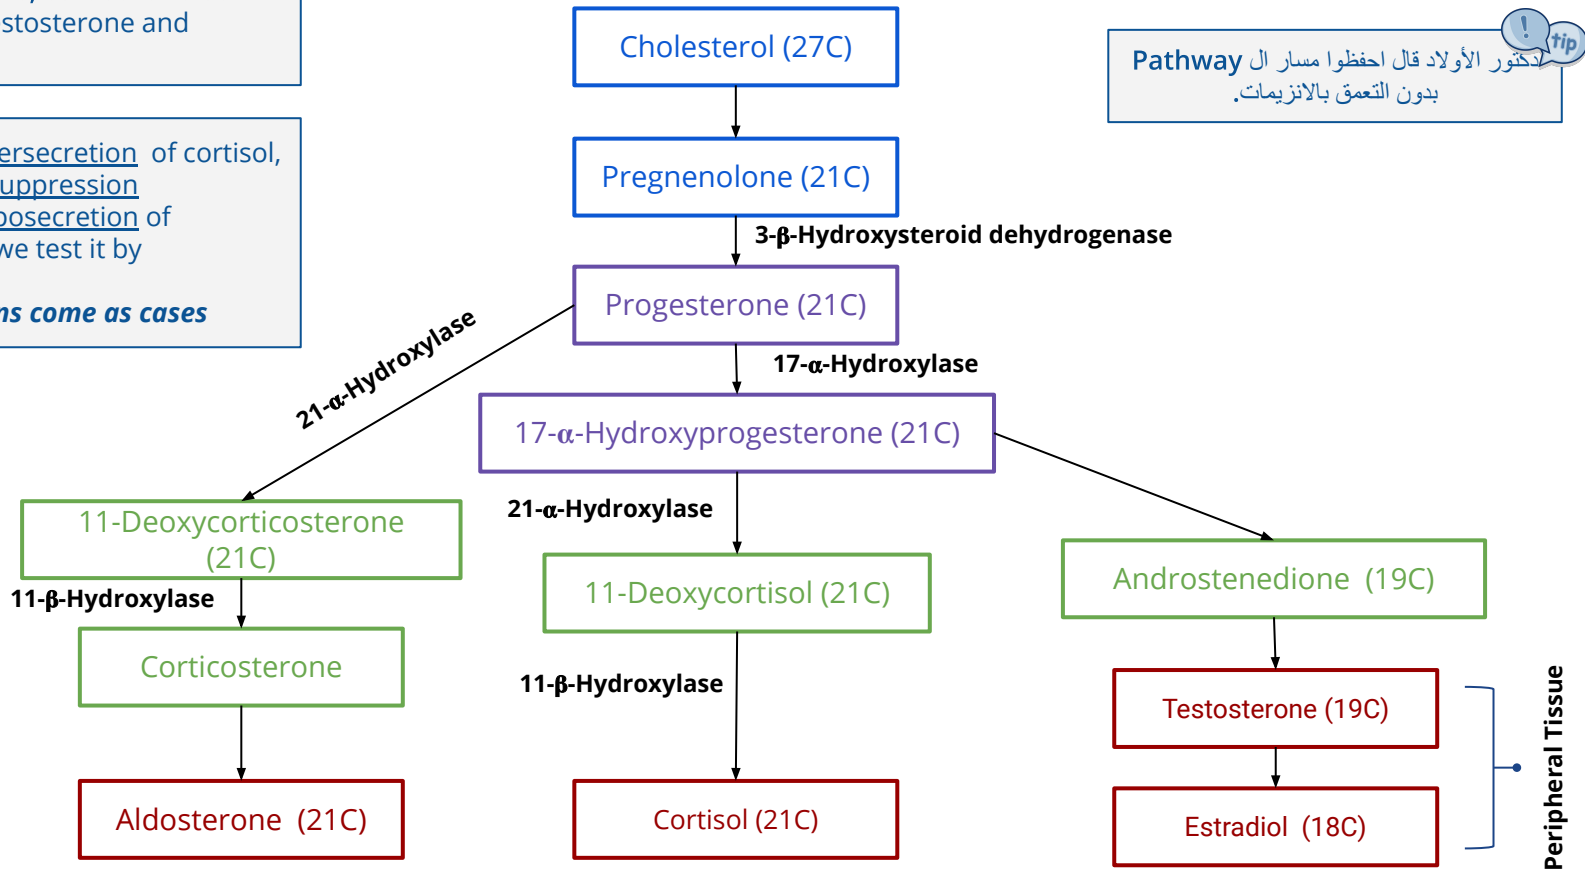 stosterone and
ersecretion of cortisol,
uppression
posecretion of
we test it by
ns come as cases
Cholesterol (27C)
!
tip
دكتور الأولاد قال احفظوا مسار ال Pathway
بدون التعمق بالانزيمات.
Pregnenolone (21C)
3-β-Hydroxysteroid dehydrogenase
Progesterone (21C)
21-α-Hydroxylase
17-α-Hydroxylase
17-α-Hydroxyprogesterone (21C)
11-Deoxycorticosterone
(21C)
21-α-Hydroxylase
11-β-Hydroxylase
11-Deoxycortisol (21C)
Androstenedione (19C)
Corticosterone
11-β-Hydroxylase
Testosterone (19C)
Aldosterone (21C)
Cortisol (21C)
Estradiol (18C)
Peripheral Tissue